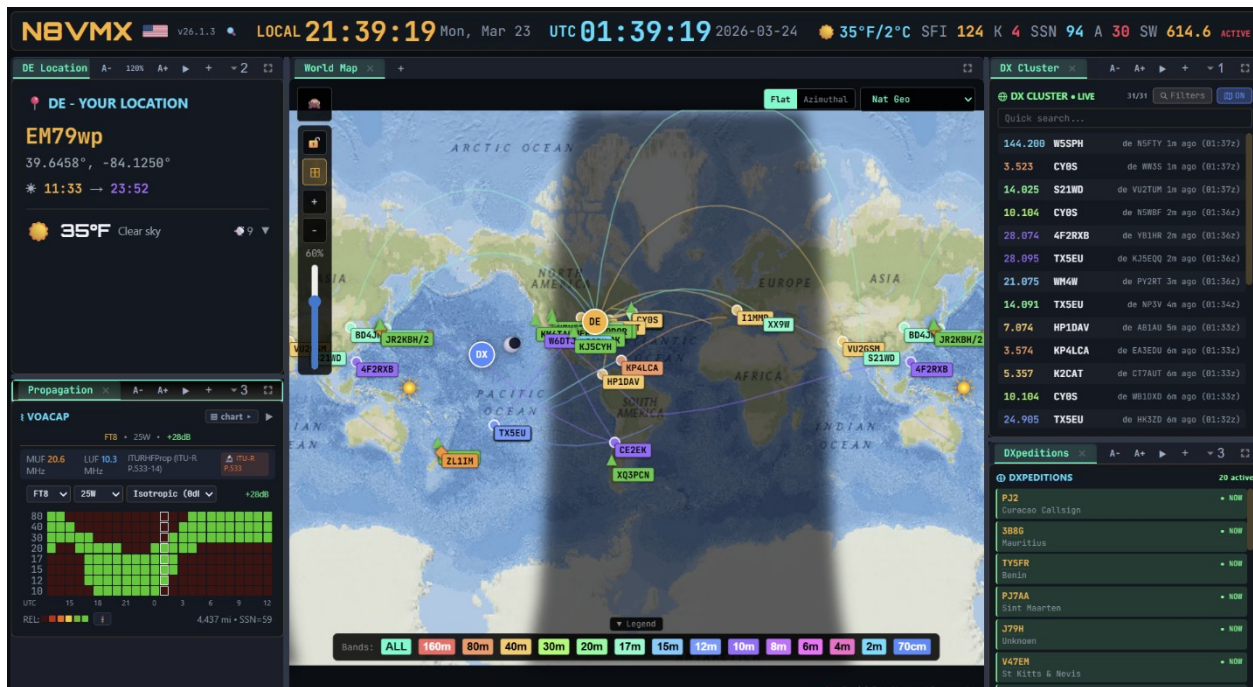 N8VMX v26.1.3 LOCAL 21:39:19 Mon, Mar 23 UTC 01:39:19 2026-03-24 35°F/2°C SFI 124 K 4 SSN 94 A 30 SW 614.6 ACTIVE
DE Location A- 120% A+ ▶ + 2
DE - YOUR LOCATION
EM79wp
39.6458°, -84.1250°
11:33 → 23:52
35°F Clear sky 9 ▼
Propagation × A- A+ ▶ + 3
VOACAP chart
FT8 • 25W • +28dB
MUF 20.6 MHz LUF 10.3 MHz ITURHFProp (ITU-R P.533-14) ITU-R P.533
FT8 25W Isotropic (0dB +28dB
80
40
30
20
17
15
12
10
UTC 15 18 21 0 3 6 9 12
REL: 4,437 mi • SSN=59
World Map × +
Flat Azimuthal Nat Geo
+
-
60%
ARCTIC OCEAN
NORTH AMERICA
EUROPE
ASIA
ASIA
DE
CY0S
I1MMR
XX9W
BD4J
JR2KBH/2
W6DTJ
KJ5CYH
BD4J
JR2KBH/2
VU2GSM
S21WD
DX
4F2RXB
KP4LCA
S21WD
4F2RXB
HP1DAV
AFRICA
PACIFIC OCEAN
SOUTH AMERICA
INDIAN OCEAN
TX5EU
CE2EK
ZL1IM
XQ3PCN
▼ Legend
Bands: ALL 160m 80m 40m 30m 20m 17m 15m 12m 10m 8m 6m 4m 2m 70cm
DX Cluster × A- A+ ▶ + 1
DX CLUSTER • LIVE 31/31 Filters ON
Quick search...
144.200 W5SPH de N5FTY 1m ago (01:37z)
3.523 CY0S de WW3S 1m ago (01:37z)
14.025 S21WD de VU2TUM 1m ago (01:37z)
10.104 CY0S de N5WBF 2m ago (01:36z)
28.074 4F2RXB de YB1HR 2m ago (01:36z)
28.095 TX5EU de KJ5EQQ 2m ago (01:36z)
21.075 WM4W de PY2RT 3m ago (01:36z)
14.091 TX5EU de NP3V 4m ago (01:34z)
7.074 HP1DAV de AB1AU 5m ago (01:33z)
3.574 KP4LCA de EA3EDU 6m ago (01:33z)
5.357 K2CAT de CT7AUT 6m ago (01:33z)
10.104 CY0S de WB1DXD 6m ago (01:33z)
24.905 TX5EU de HK3ZD 6m ago (01:32z)
DXpeditions × A- A+ ▶ + 3
DXPEDITIONS 20 active
PJ2 • NOW
Curacao Callsign
3B8G • NOW
Mauritius
TY5FR • NOW
Benin
PJ7AA • NOW
Sint Maarten
J79H • NOW
Unknown
V47EM • NOW
St Kitts & Nevis